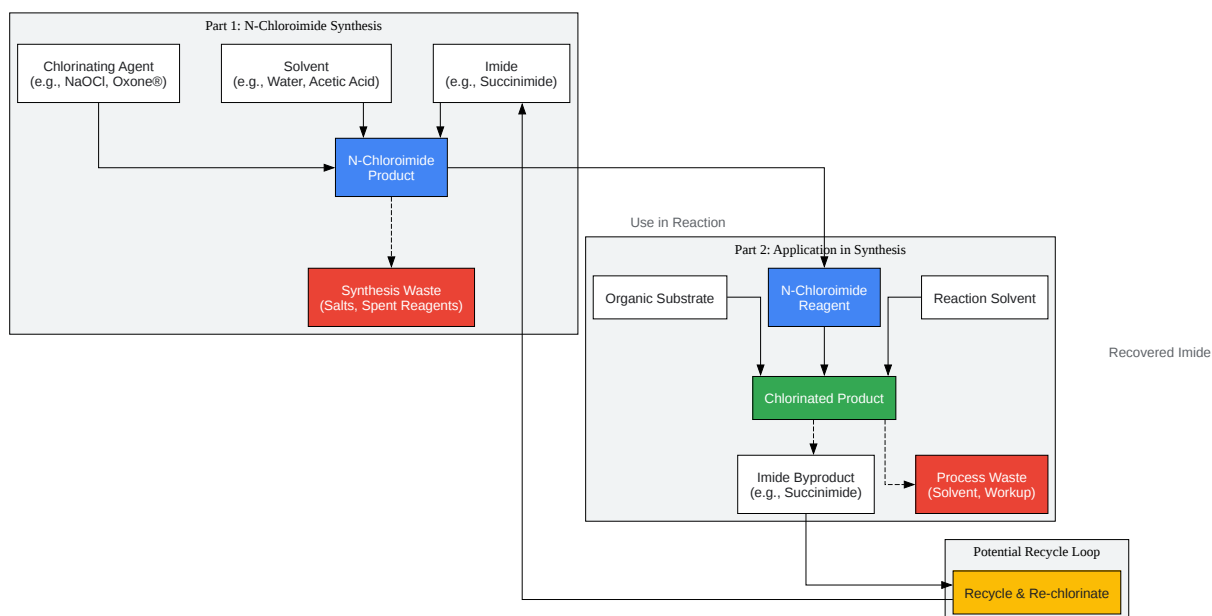 Part 1: N-Chloroimide Synthesis
Chlorinating Agent
(e.g., NaOCl, Oxone®)
Solvent
(e.g., Water, Acetic Acid)
Imide
(e.g., Succinimide)
N-Chloroimide
Product
Synthesis Waste
(Salts, Spent Reagents)
Use in Reaction
Part 2: Application in Synthesis
Organic Substrate
N-Chloroimide
Reagent
Reaction Solvent
Recovered Imide
Chlorinated Product
Imide Byproduct
(e.g., Succinimide)
Process Waste
(Solvent, Workup)
Potential Recycle Loop
Recycle & Re-chlorinate